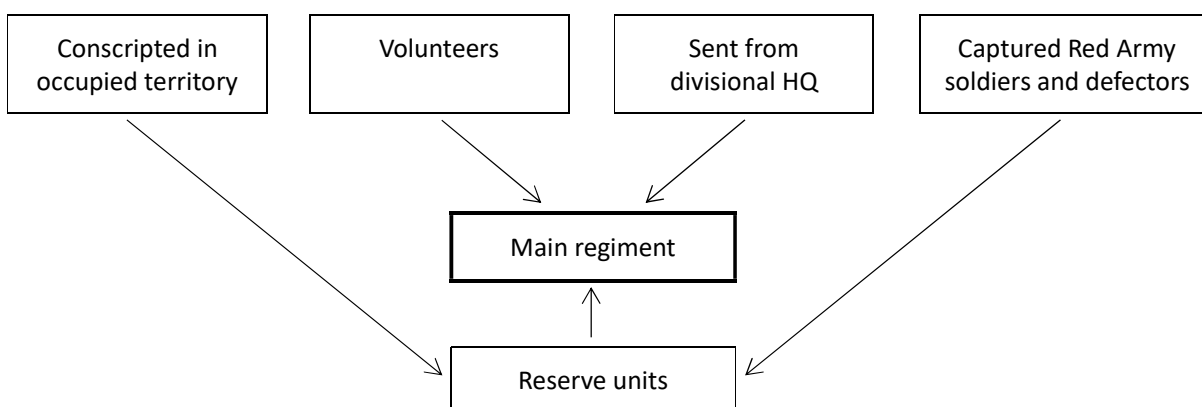 Conscripted in
occupied territory
Volunteers
Sent from
divisional HQ
Captured Red Army
soldiers and defectors
Main regiment
Reserve units